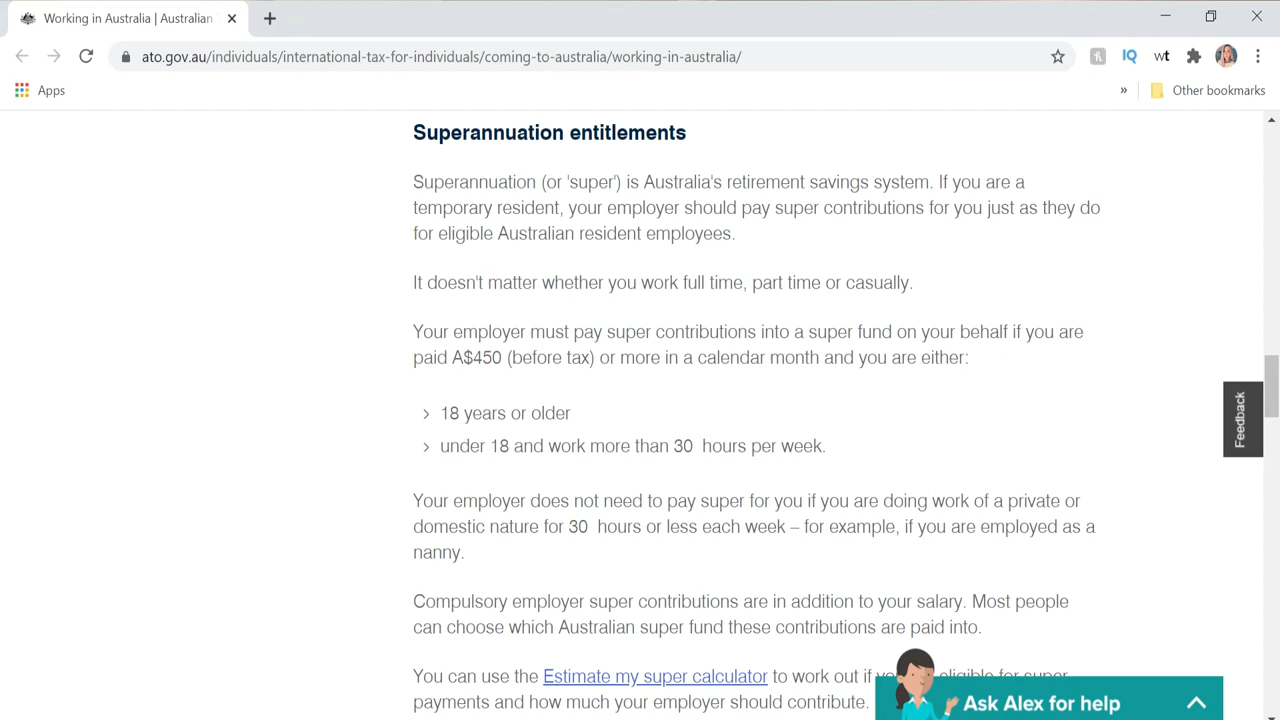 Working in Australia | Australian
ato.gov.au/individuals/international-tax-for-individuals/coming-to-australia/working-in-australia/
IQ
wt
Apps
»
Other bookmarks
Superannuation entitlements
Superannuation (or 'super') is Australia's retirement savings system. If you are a
temporary resident, your employer should pay super contributions for you just as they do
for eligible Australian resident employees.
It doesn't matter whether you work full time, part time or casually.
Your employer must pay super contributions into a super fund on your behalf if you are
paid A$450 (before tax) or more in a calendar month and you are either:
› 18 years or older
› under 18 and work more than 30 hours per week.
Feedback
Your employer does not need to pay super for you if you are doing work of a private or
domestic nature for 30 hours or less each week – for example, if you are employed as a
nanny.
Compulsory employer super contributions are in addition to your salary. Most people
can choose which Australian super fund these contributions are paid into.
You can use the Estimate my super calculator to work out if eligible for super
payments and how much your employer should contribute.
Ask Alex for help